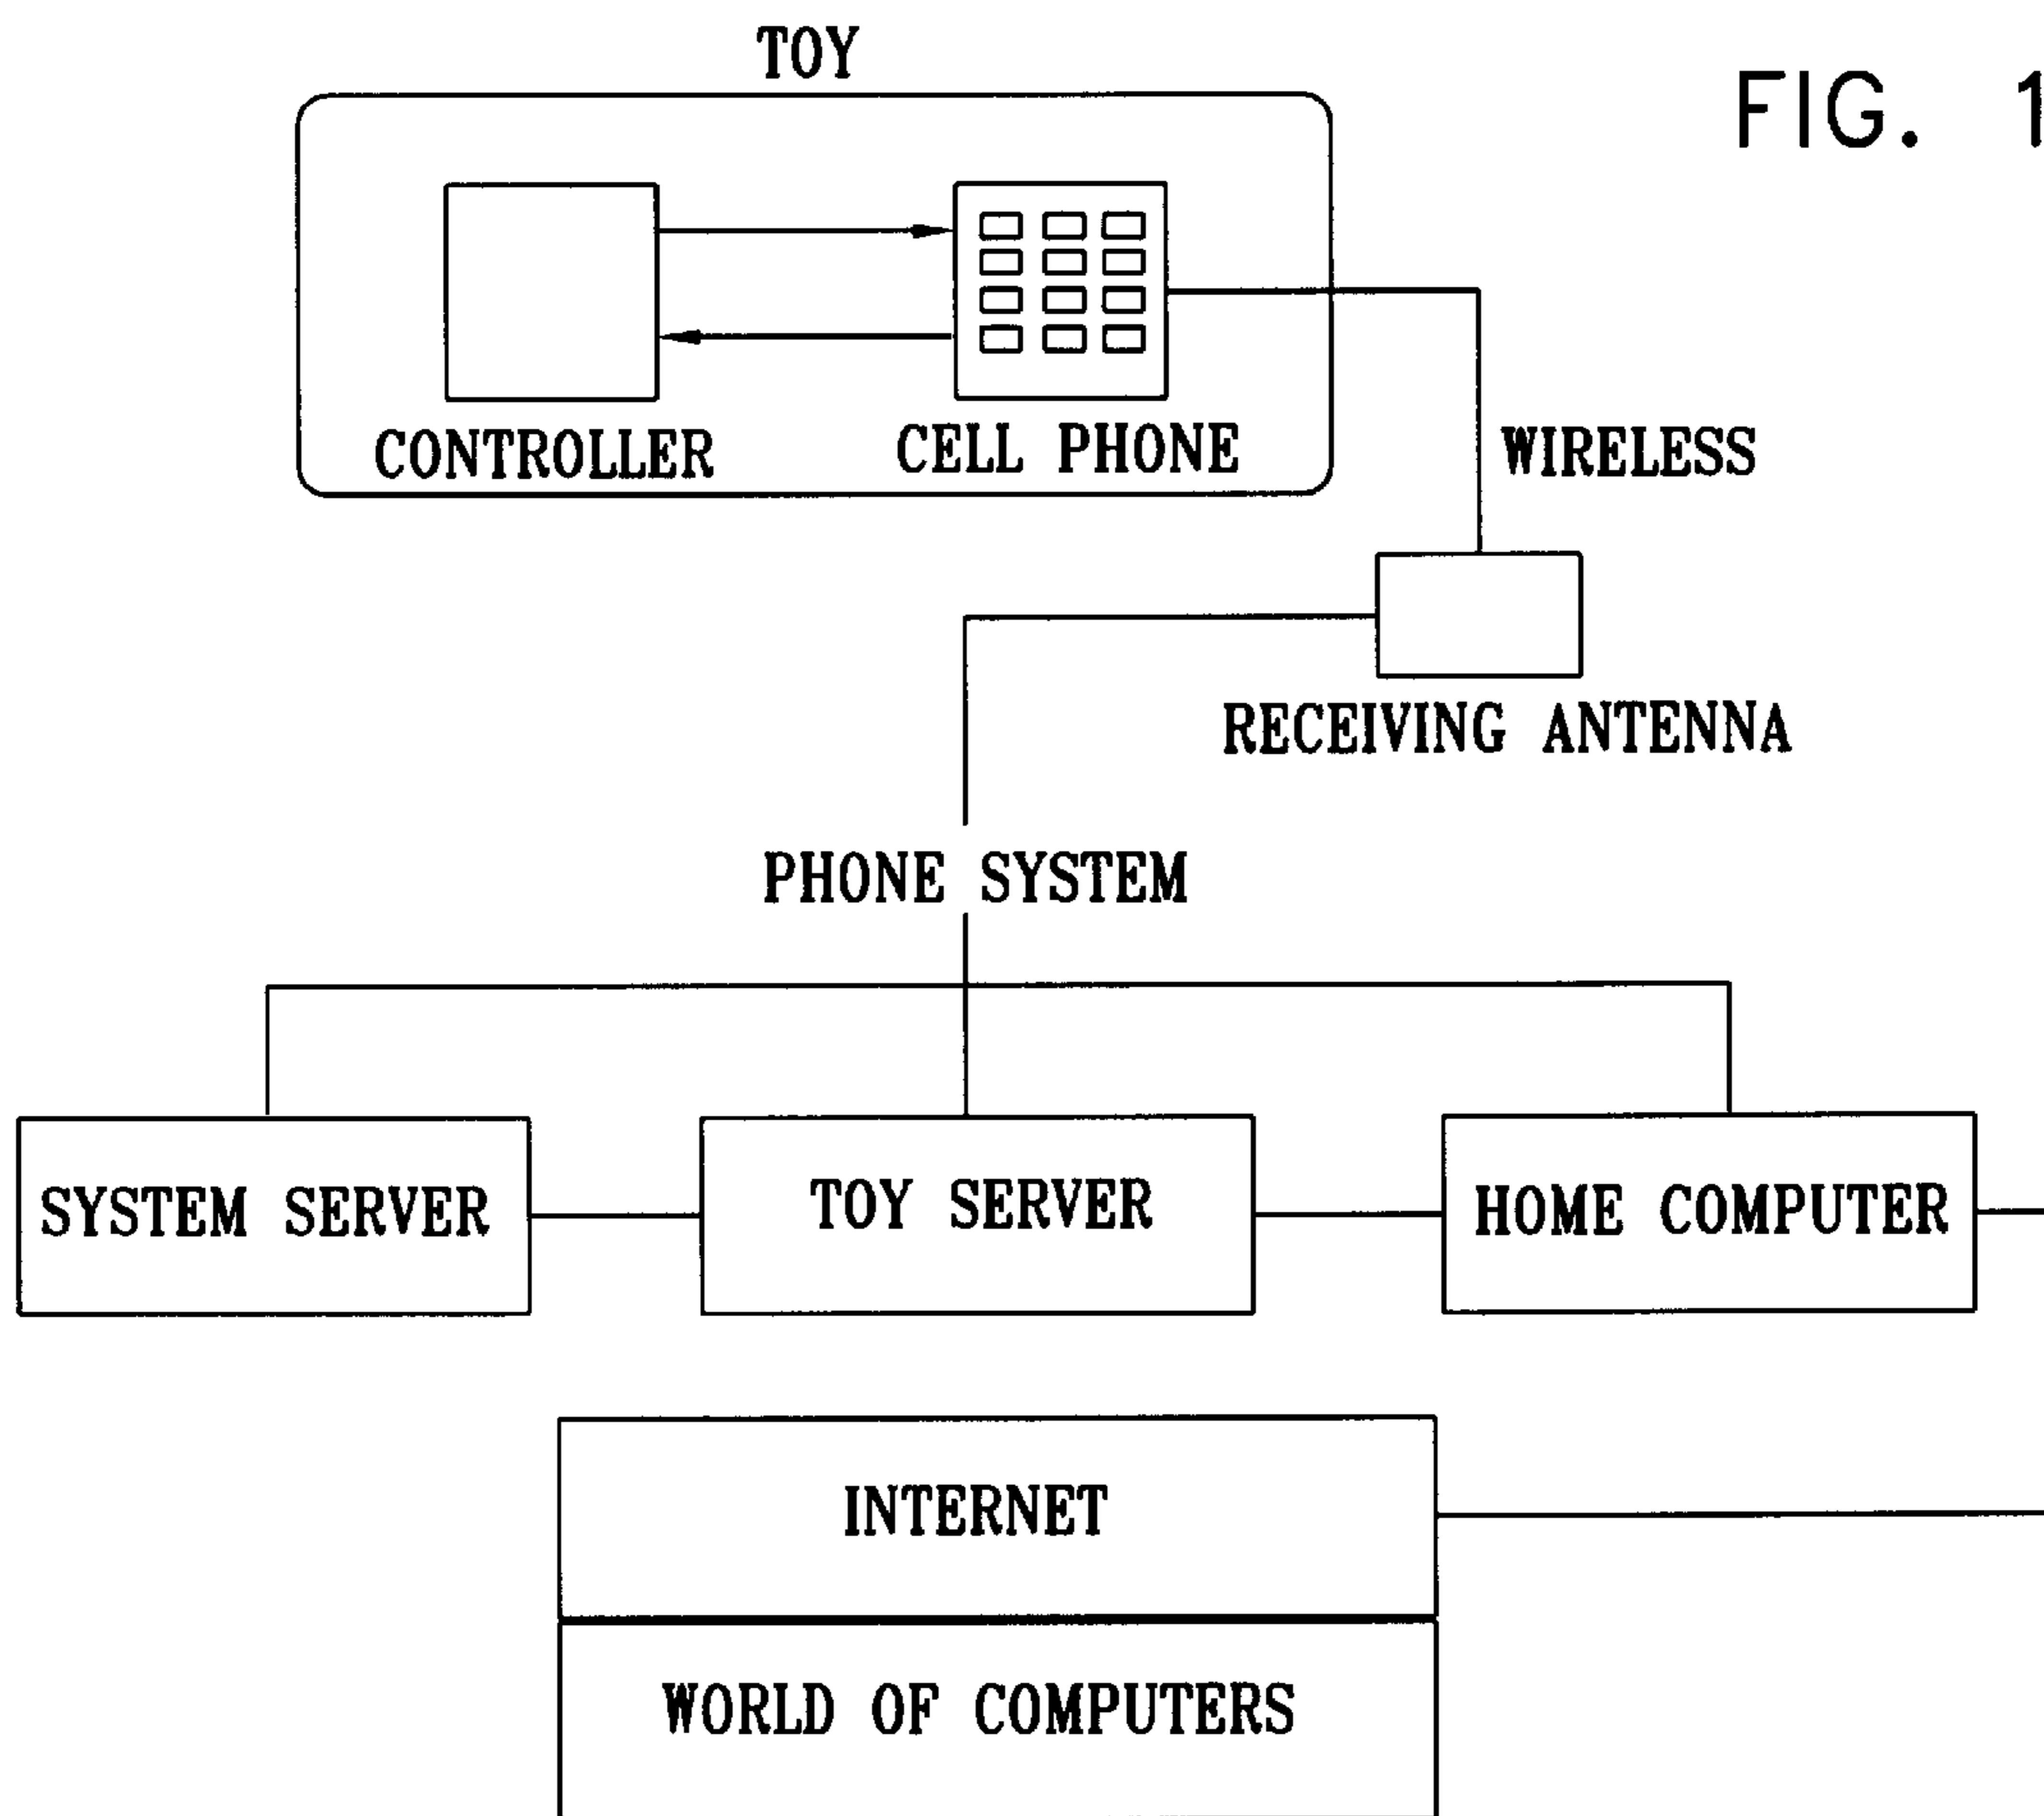 TOY
FIG. 1
CONTROLLER
CELL PHONE
WIRELESS
RECEIVING ANTENNA
PHONE SYSTEM
SYSTEM SERVER
TOY SERVER
HOME COMPUTER
INTERNET
WORLD OF COMPUTERS